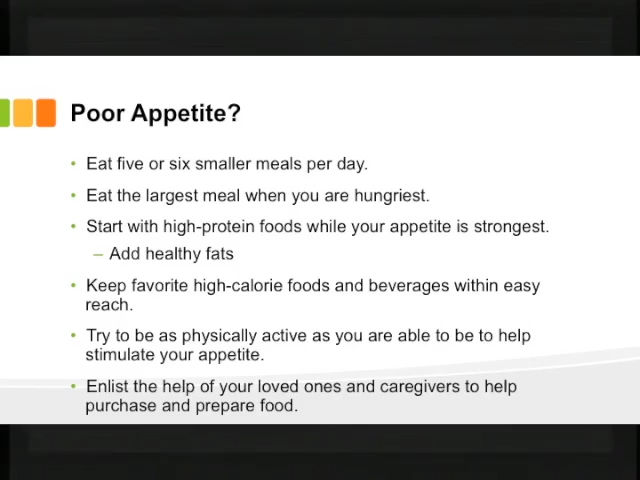 Poor Appetite?
• Eat five or six smaller meals per day.
• Eat the largest meal when you are hungriest.
• Start with high-protein foods while your appetite is strongest.
– Add healthy fats
• Keep favorite high-calorie foods and beverages within easy
reach.
• Try to be as physically active as you are able to be to help
stimulate your appetite.
• Enlist the help of your loved ones and caregivers to help
purchase and prepare food.